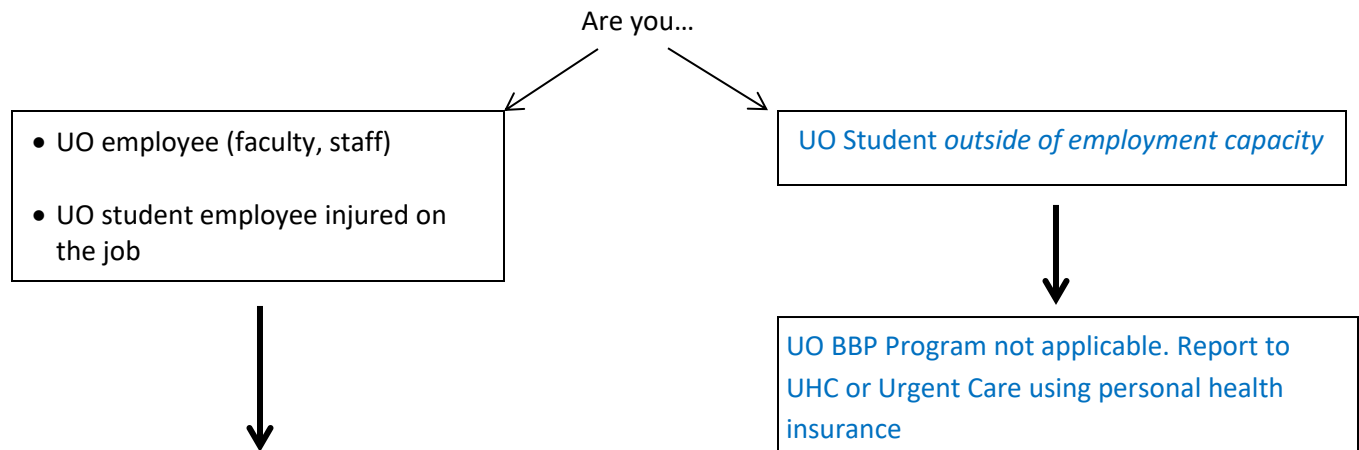 Are you…
• UO employee (faculty, staff)
• UO student employee injured on
the job
UO Student outside of employment capacity
UO BBP Program not applicable. Report to
UHC or Urgent Care using personal health
insurance